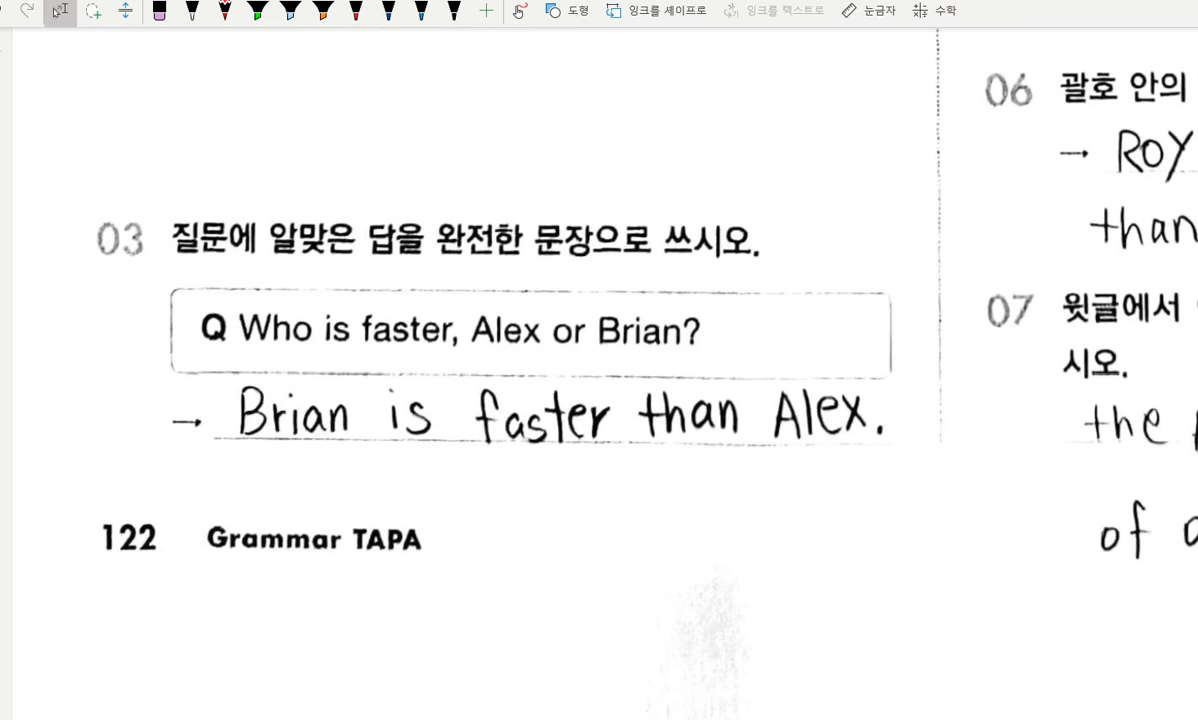 도형 잉크를 셰이프로 잉크를 텍스트로 눈금자 수학
03 질문에 알맞은 답을 완전한 문장으로 쓰시오.
Q Who is faster, Alex or Brian?
→ Brian is faster than Alex.
122 Grammar TAPA
06 괄호 안의
→ ROY
than
07 윗글에서
시오.
the
of